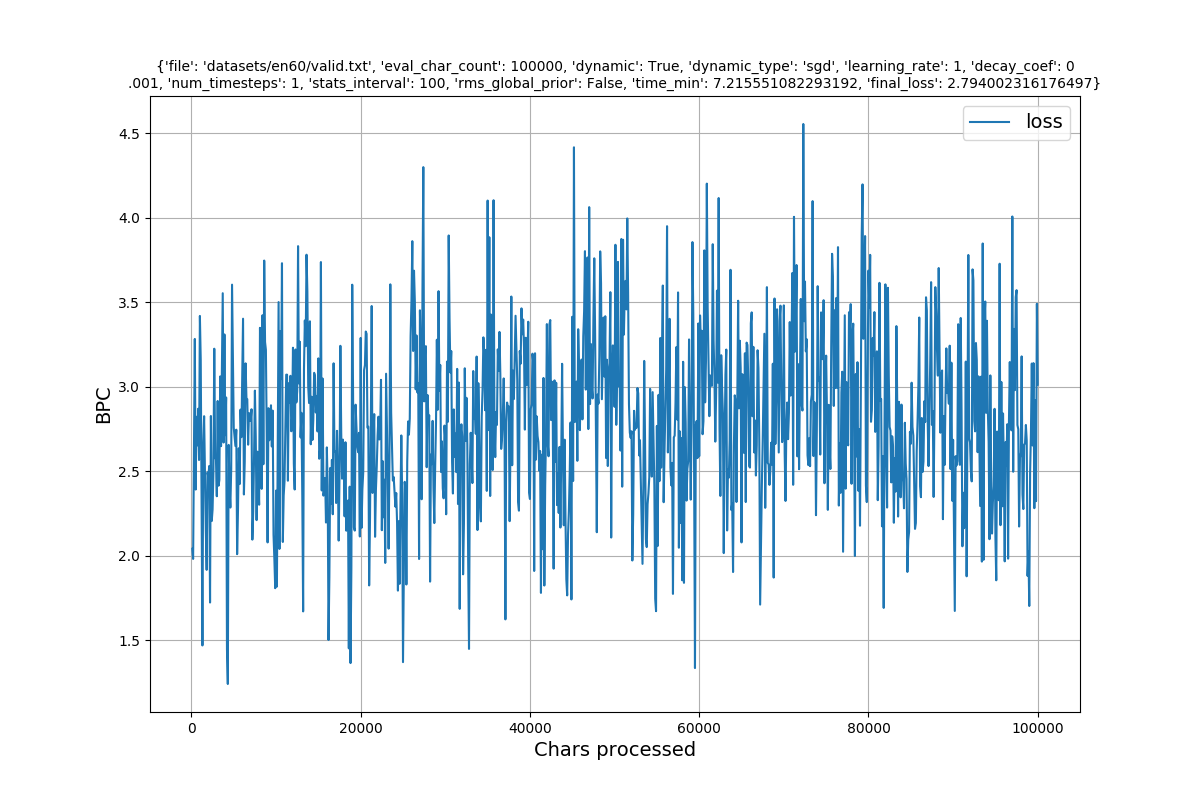 {'file': 'datasets/en60/valid.txt', 'eval_char_count': 100000, 'dynamic': True, 'dynamic_type': 'sgd', 'learning_rate': 1, 'decay_coef': 0
.001, 'num_timesteps': 1, 'stats_interval': 100, 'rms_global_prior': False, 'time_min': 7.215551082293192, 'final_loss': 2.794002316176497}
loss
4.5
4.0
3.5
3.0
2.5
2.0
1.5
BPC
0 20000 40000 60000 80000 100000
Chars processed